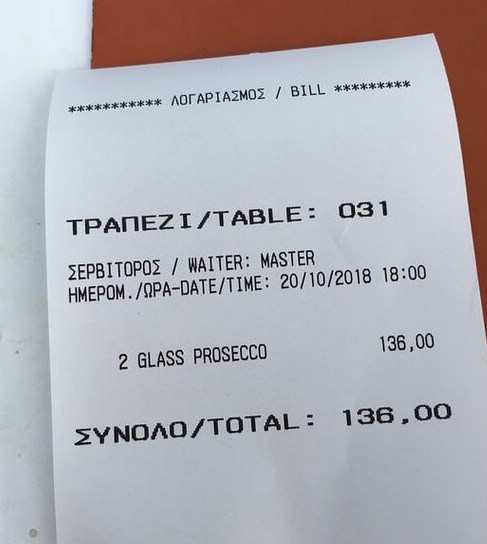 *********** ΛΟΓΑΡΙΑΣΜΟΣ / BILL *********
ΤΡΑΠΕΖΙ/TABLE: 031
ΣΕΡΒΙΤΟΡΟΣ / WAITER: MASTER
ΗΜΕΡΟΜ./ΩΡΑ-DATE/TIME: 20/10/2018 18:00
2 GLASS PROSECCO 136,00
ΣΥΝΟΛΟ/TOTAL: 136,00